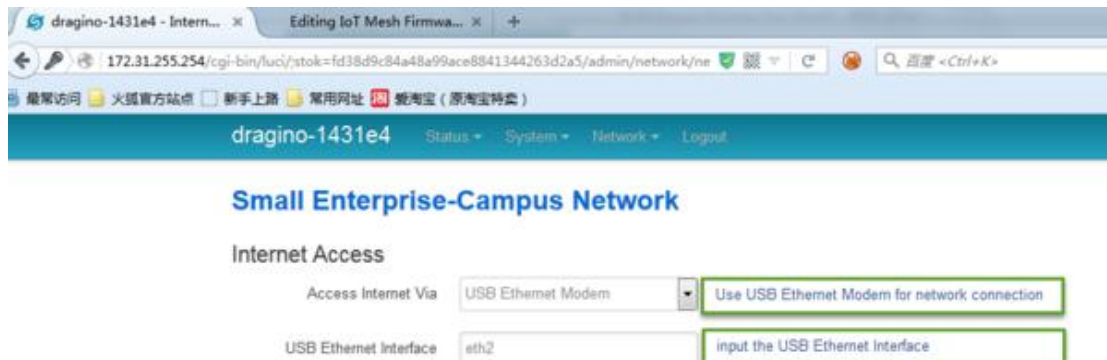 dragino-1431e4 - Intern... × Editing IoT Mesh Firmwa... × +
172.31.255.254/cgi-bin/luci/;stok=fd38d9c84a48a99ace8841344263d2a5/admin/network/ne 百度 <Ctrl+K>
最常访问 火狐官方站点 新手上路 常用网址 淘 爱淘宝 ( 原淘宝特卖 )
dragino-1431e4 Status System Network Logout
Small Enterprise-Campus Network
Internet Access
Access Internet Via USB Ethernet Modem Use USB Ethernet Modem for network connection
USB Ethernet Interface eth2 input the USB Ethernet Interface